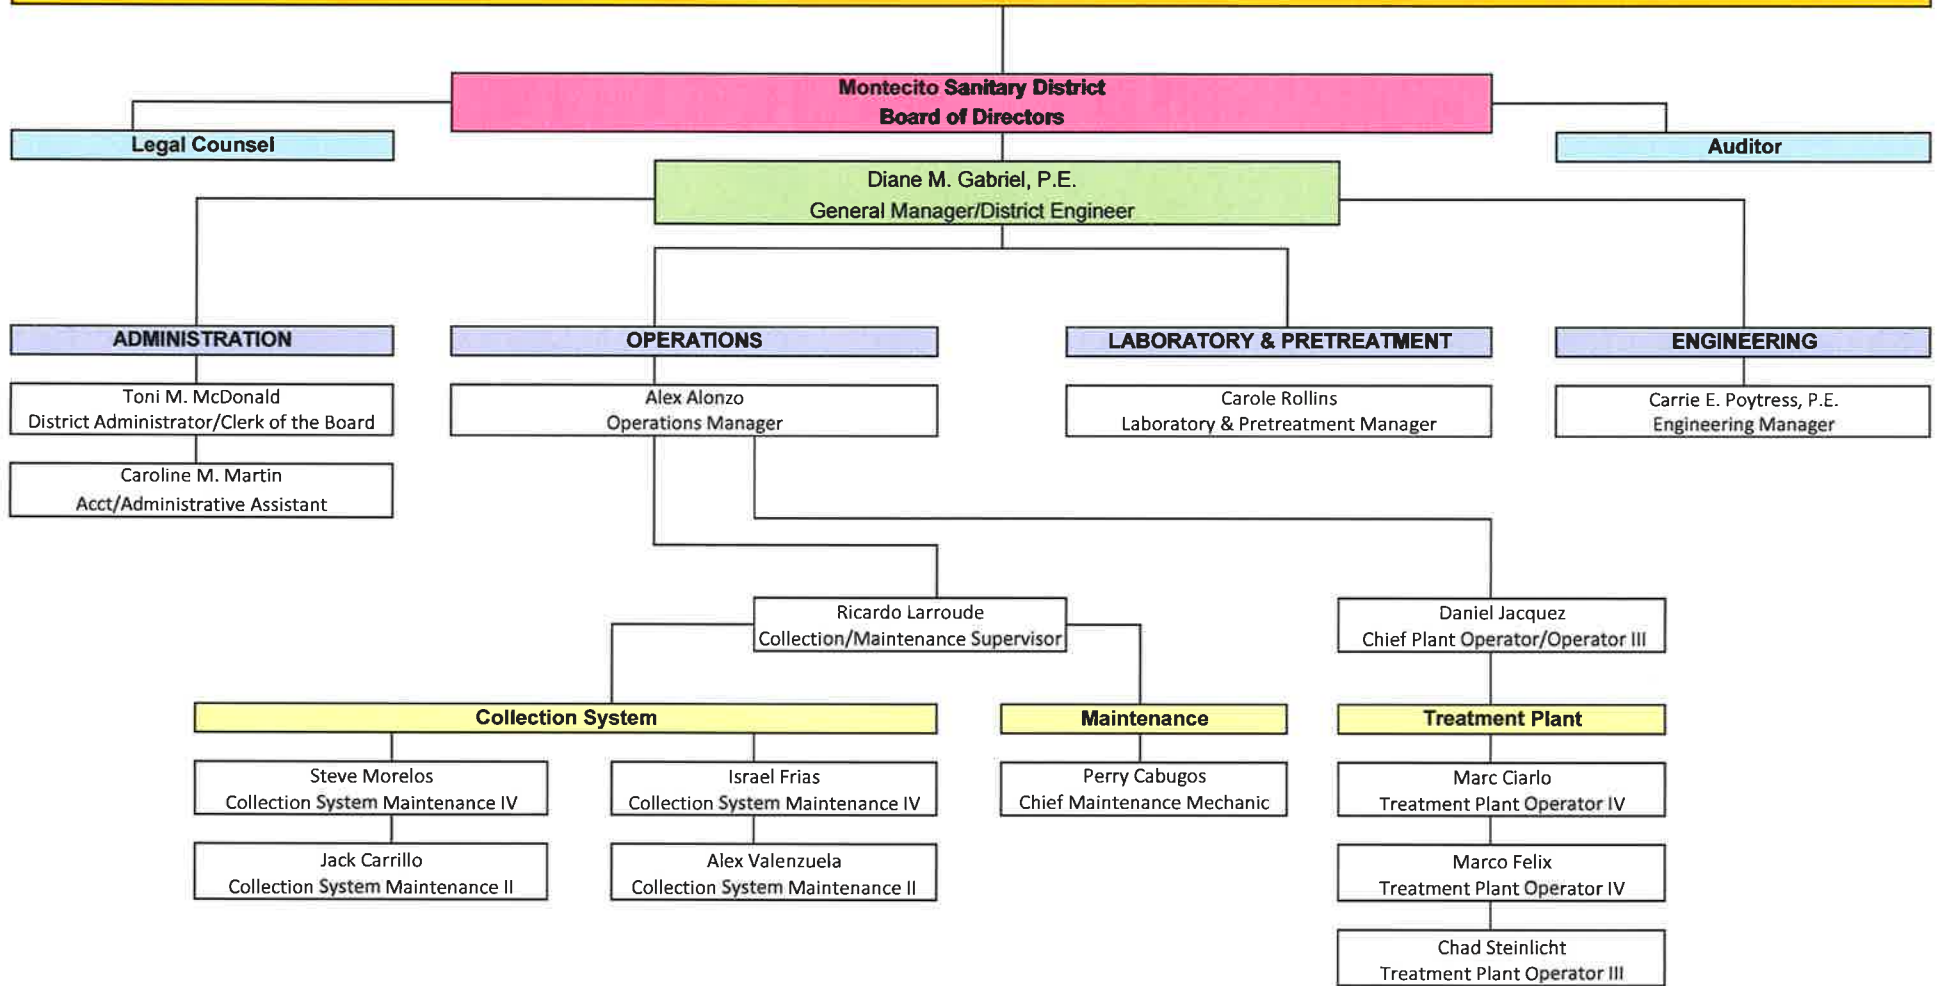 Montecito Sanitary District
Board of Directors
Legal Counsel
Auditor
Diane M. Gabriel, P.E.
General Manager/District Engineer
ADMINISTRATION
OPERATIONS
LABORATORY & PRETREATMENT
ENGINEERING
Toni M. McDonald
District Administrator/Clerk of the Board
Alex Alonzo
Operations Manager
Carole Rollins
Laboratory & Pretreatment Manager
Carrie E. Poytress, P.E.
Engineering Manager
Caroline M. Martin
Acct/Administrative Assistant
Ricardo Larroude
Collection/Maintenance Supervisor
Daniel Jacquez
Chief Plant Operator/Operator III
Collection System
Maintenance
Treatment Plant
Steve Morelos
Collection System Maintenance IV
Israel Frias
Collection System Maintenance IV
Perry Cabugos
Chief Maintenance Mechanic
Marc Ciarlo
Treatment Plant Operator IV
Jack Carrillo
Collection System Maintenance II
Alex Valenzuela
Collection System Maintenance II
Marco Felix
Treatment Plant Operator IV
Chad Steinlicht
Treatment Plant Operator III